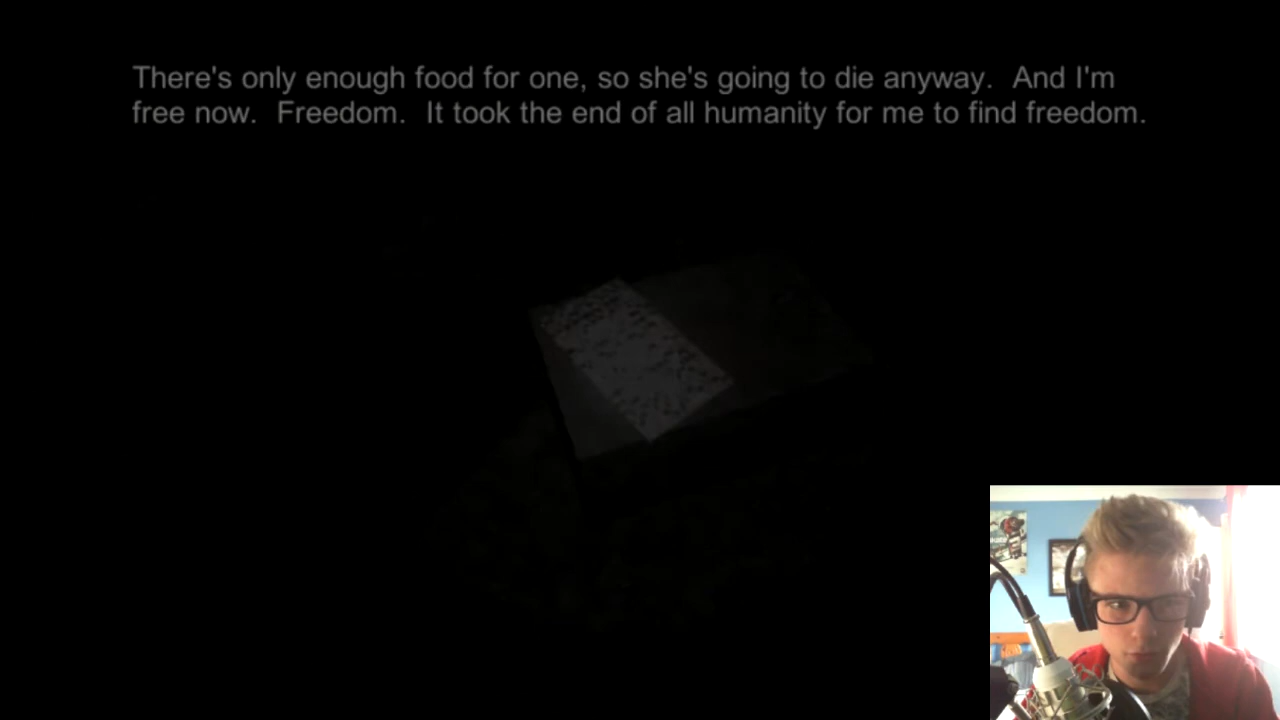 There's only enough food for one, so she's going to die anyway.  And I'm
free now.  Freedom.  It took the end of all humanity for me to find freedom.